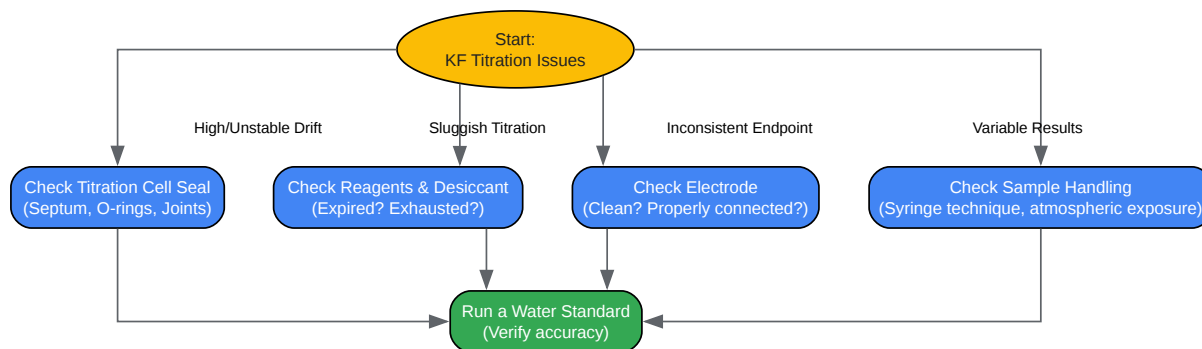 Start:
KF Titration Issues
High/Unstable Drift
Sluggish Titration
Inconsistent Endpoint
Variable Results
Check Titration Cell Seal
(Septum, O-rings, Joints)
Check Reagents & Desiccant
(Expired? Exhausted?)
Check Electrode
(Clean? Properly connected?)
Check Sample Handling
(Syringe technique, atmospheric exposure)
Run a Water Standard
(Verify accuracy)